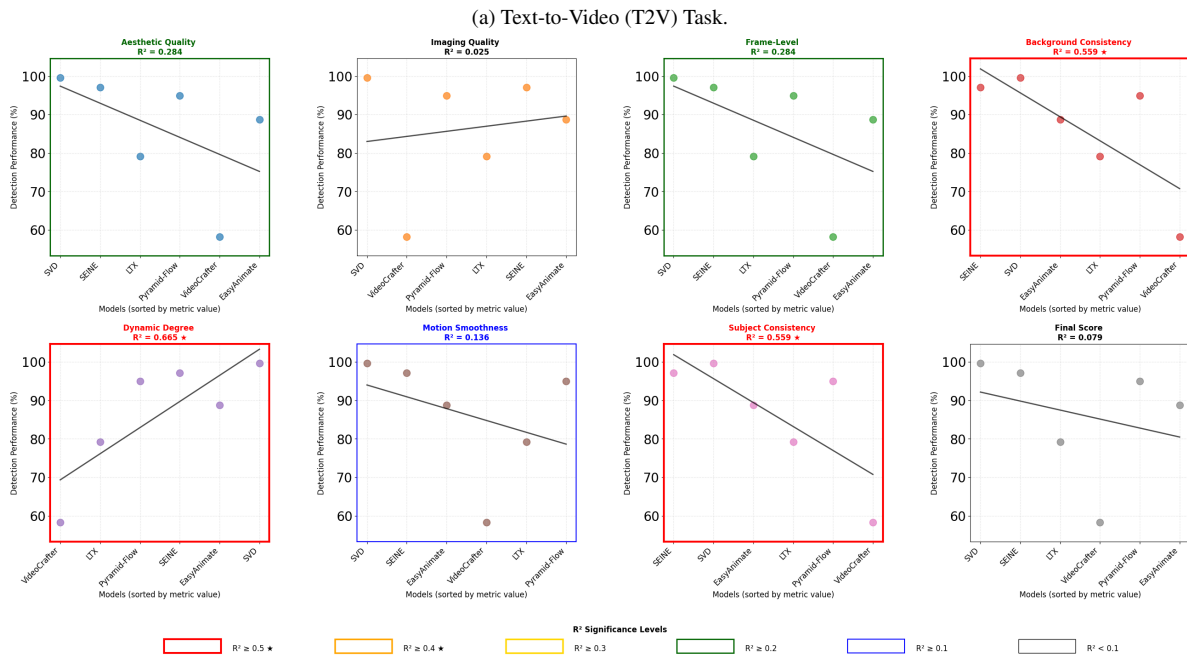 (a) Text-to-Video (T2V) Task.
Aesthetic Quality
R² = 0.284
Detection Performance (%)
100
90
80
70
60
SVD
SEINE
LTX
Pyramid-Flow
VideoCrafter
EasyAnimate
Models (sorted by metric value)
Imaging Quality
R² = 0.025
Detection Performance (%)
100
90
80
70
60
SVD
VideoCrafter
Pyramid-Flow
LTX
SEINE
EasyAnimate
Models (sorted by metric value)
Frame-Level
R² = 0.284
Detection Performance (%)
100
90
80
70
60
SVD
SEINE
LTX
Pyramid-Flow
VideoCrafter
EasyAnimate
Models (sorted by metric value)
Background Consistency
R² = 0.559 ★
Detection Performance (%)
100
90
80
70
60
SEINE
SVD
EasyAnimate
LTX
Pyramid-Flow
VideoCrafter
Models (sorted by metric value)
Dynamic Degree
R² = 0.665 ★
Detection Performance (%)
100
90
80
70
60
VideoCrafter
LTX
Pyramid-Flow
SEINE
EasyAnimate
SVD
Models (sorted by metric value)
Motion Smoothness
R² = 0.136
Detection Performance (%)
100
90
80
70
60
SVD
SEINE
EasyAnimate
VideoCrafter
LTX
Pyramid-Flow
Models (sorted by metric value)
Subject Consistency
R² = 0.559 ★
Detection Performance (%)
100
90
80
70
60
SEINE
SVD
EasyAnimate
LTX
Pyramid-Flow
VideoCrafter
Models (sorted by metric value)
Final Score
R² = 0.079
Detection Performance (%)
100
90
80
70
60
SVD
SEINE
LTX
VideoCrafter
Pyramid-Flow
EasyAnimate
Models (sorted by metric value)
R² Significance Levels
R² ≥ 0.5 ★
R² ≥ 0.4 ★
R² ≥ 0.3
R² ≥ 0.2
R² ≥ 0.1
R² < 0.1